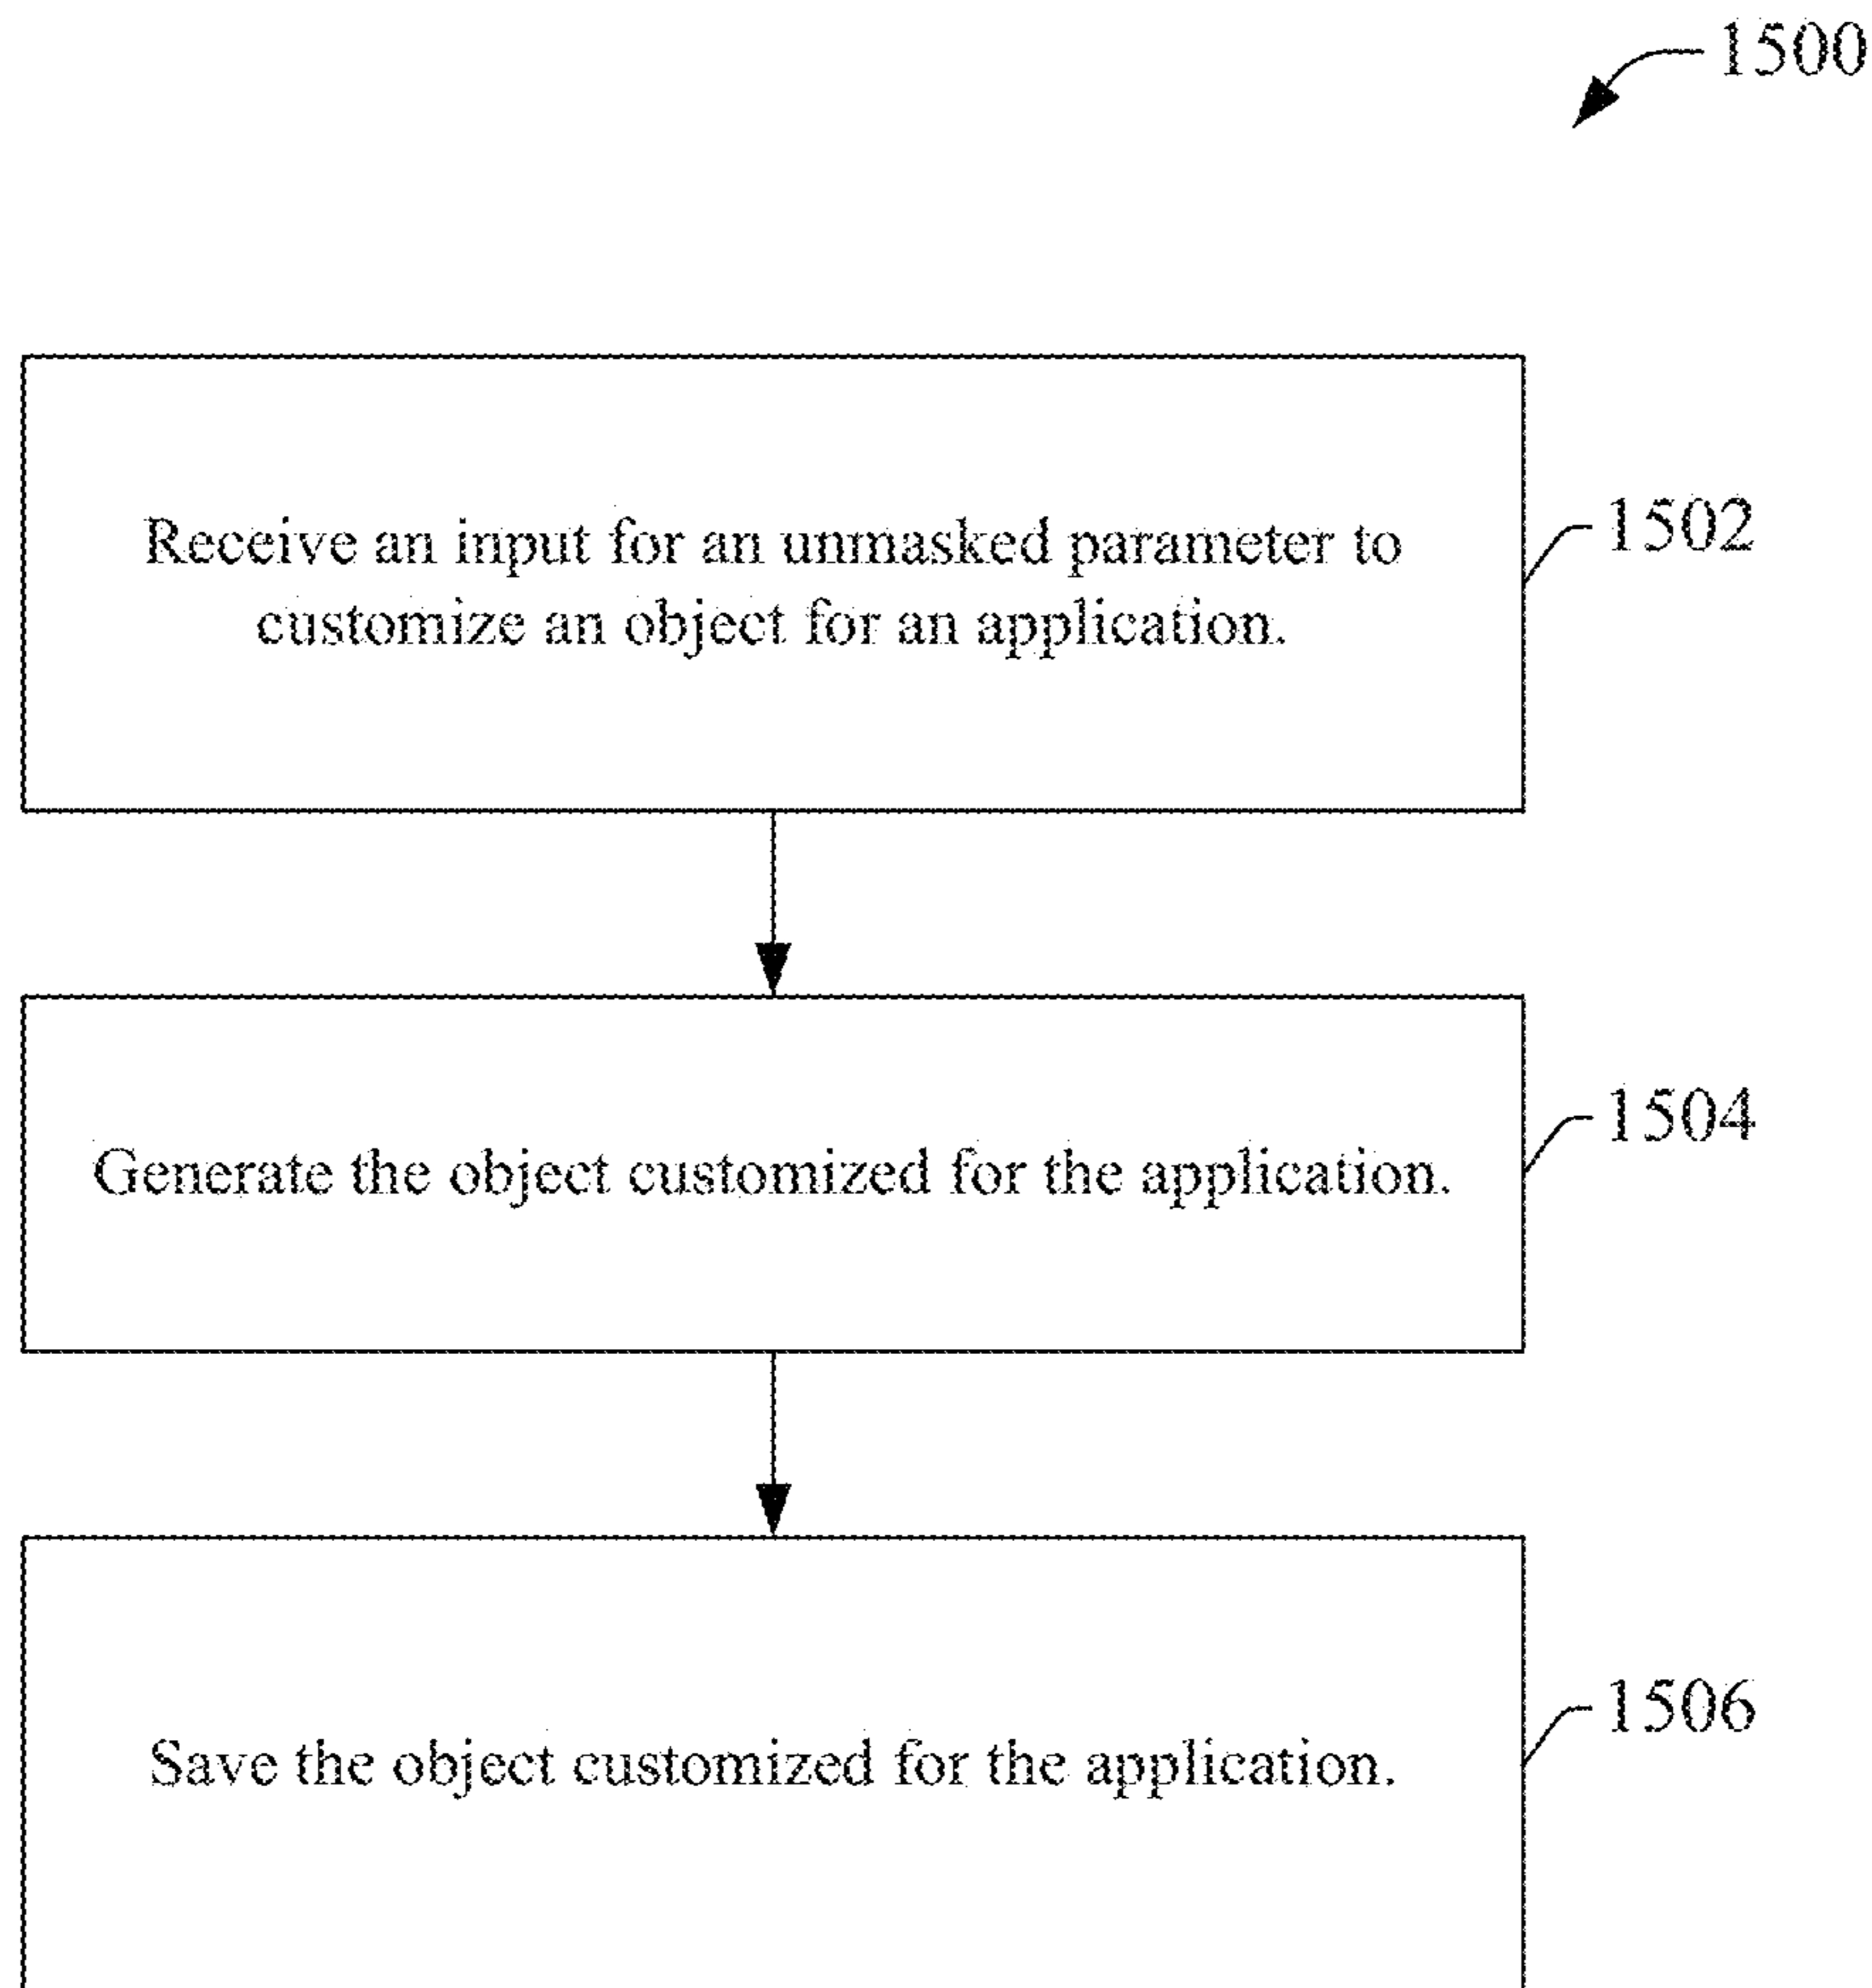 1500
Receive an input for an unmasked parameter to
customize an object for an application.
1502
Generate the object customized for the application.
1504
Save the object customized for the application.
1506